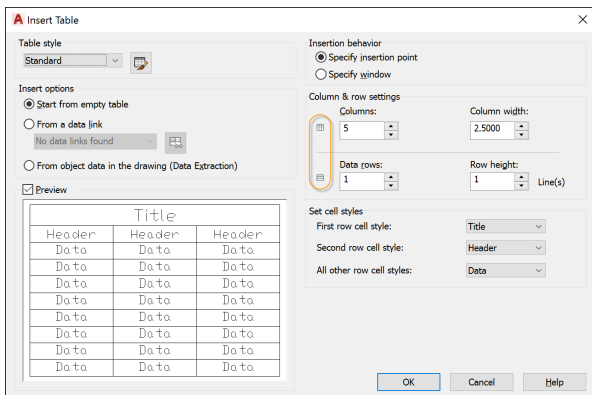 Insert Table
Table style
Standard
Insert options
Start from empty table
From a data link
No data links found
From object data in the drawing (Data Extraction)
Preview
Title
Header Header Header
Data Data Data
Data Data Data
Data Data Data
Data Data Data
Data Data Data
Data Data Data
Data Data Data
Data Data Data
Insertion behavior
Specify insertion point
Specify window
Column & row settings
Columns: Column width:
5 2.5000
Data rows: Row height:
1 1 Line(s)
Set cell styles
First row cell style: Title
Second row cell style: Header
All other row cell styles: Data
OK Cancel Help